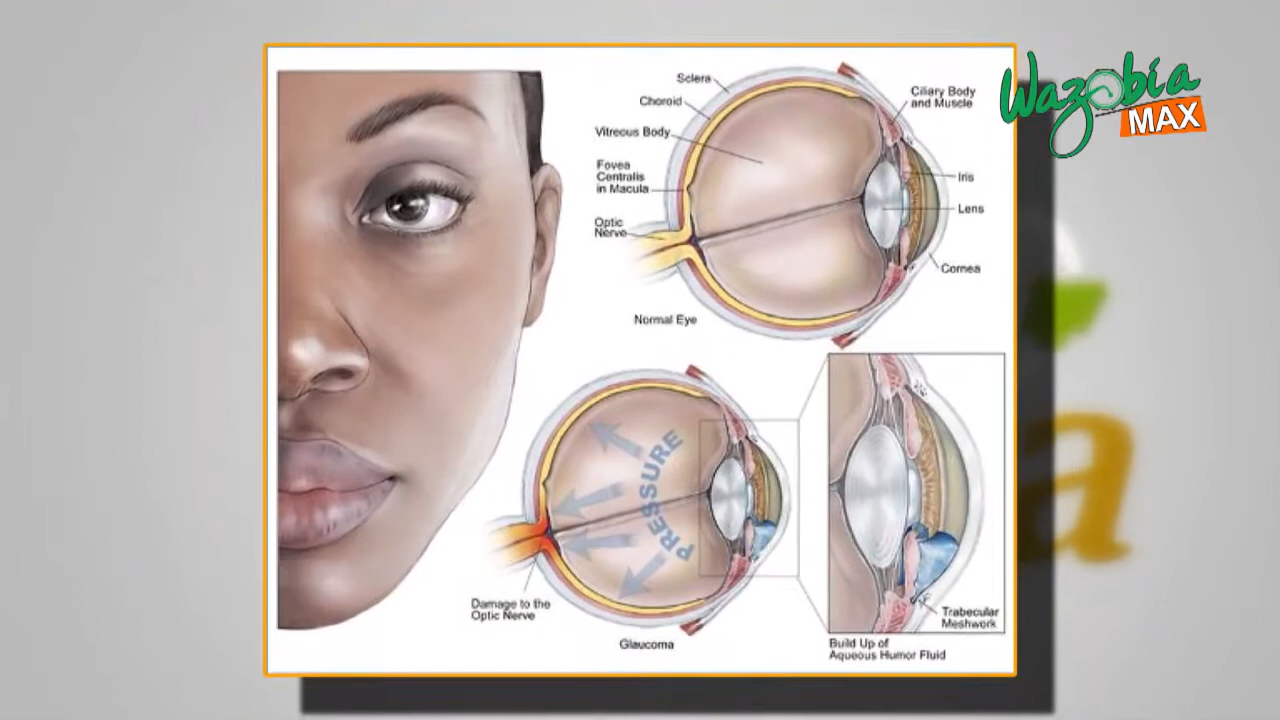 Wazobia
MAX
Sclera
Choroid
Vitreous Body
Fovea
Centralis
in Macula
Optic
Nerve
Ciliary Body
and Muscle
Iris
Lens
Cornea
Normal Eye
PRESSURE
Damage to the
Optic Nerve
Glaucoma
Trabecular
Meshwork
Build Up of
Aqueous Humor Fluid
a